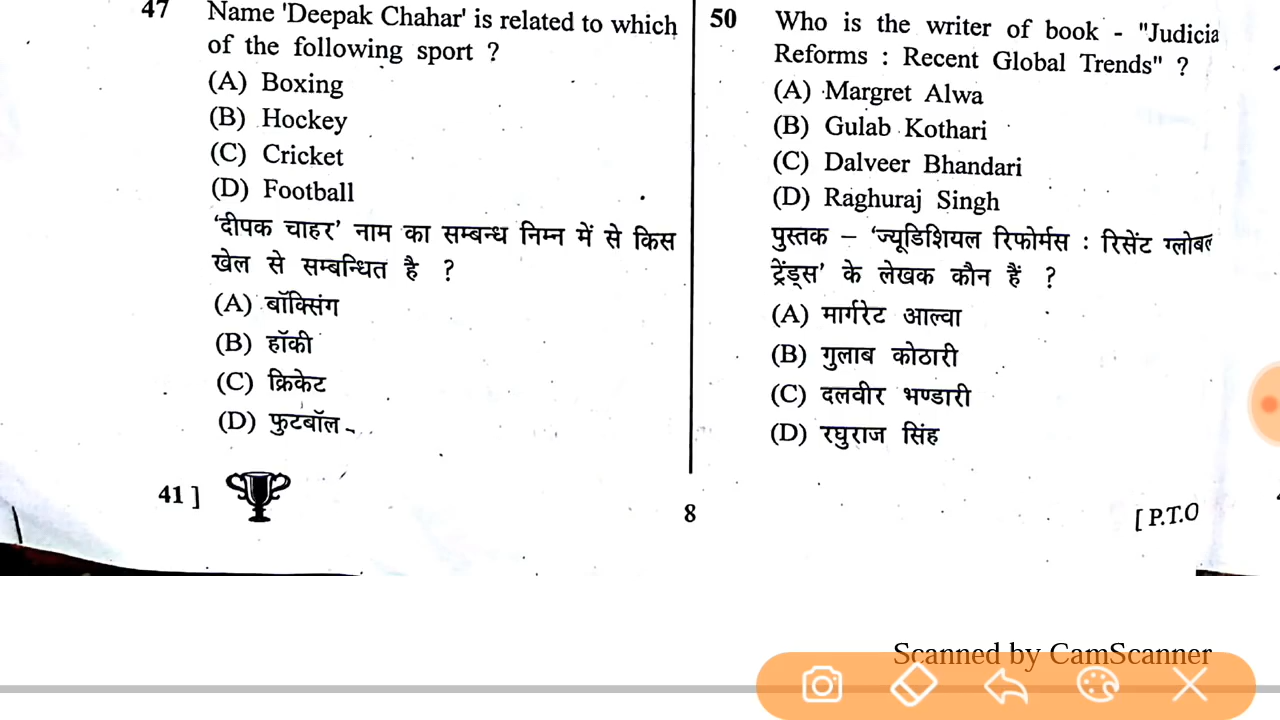 47 Name 'Deepak Chahar' is related to which
of the following sport ?
(A) Boxing
(B) Hockey
(C) Cricket
(D) Football
'दीपक चाहर' नाम का सम्बन्ध निम्न में से किस
खेल से सम्बन्धित है ?
(A) बॉक्सिंग
(B) हॉकी
(C) क्रिकेट
(D) फुटबॉल
41 ]
8
50 Who is the writer of book - "Judicia
Reforms : Recent Global Trends" ?
(A) Margret Alwa
(B) Gulab Kothari
(C) Dalveer Bhandari
(D) Raghuraj Singh
पुस्तक – 'ज्यूडिशियल रिफोर्मस : रिसेंट ग्लोबल
ट्रेंड्स' के लेखक कौन हैं ?
(A) मार्गरेट आल्वा
(B) गुलाब कोठारी
(C) दलवीर भण्डारी
(D) रघुराज सिंह
[ P.T.O
Scanned by CamScanner